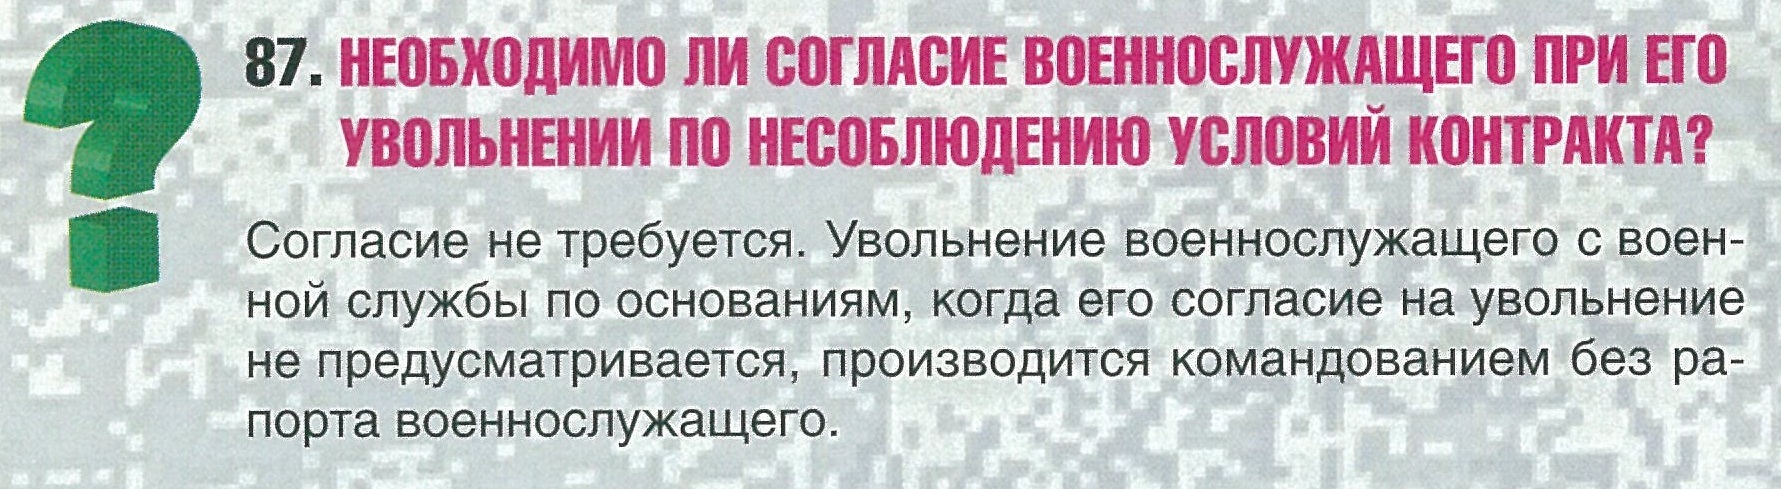 87. НЕОБХОДИМО ЛИ СОГЛАСИЕ ВОЕННОСЛУЖАЩЕГО ПРИ ЕГО
УВОЛЬНЕНИИ ПО НЕСОБЛЮДЕНИЮ УСЛОВИЙ КОНТРАКТА?
Согласие не требуется. Увольнение военнослужащего с воен-
ной службы по основаниям, когда его согласие на увольнение
не предусматривается, производится командованием без ра-
порта военнослужащего.